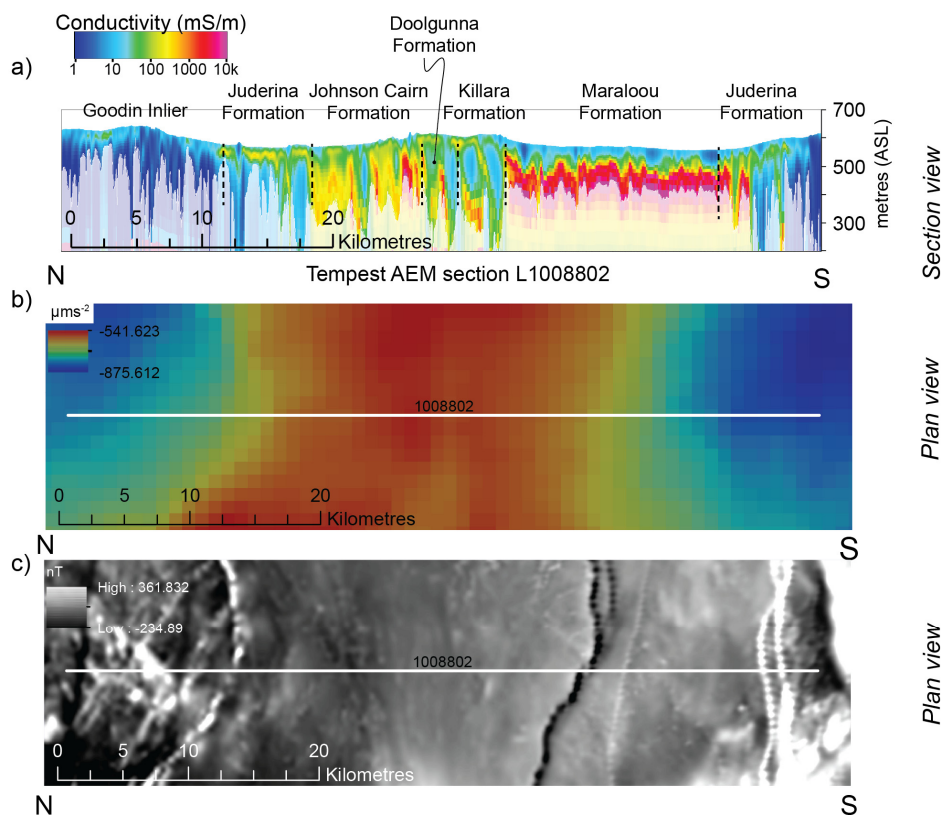 Doolgunna
Formation
Conductivity (mS/m)
1 10 100 1000 10k
a)
Goodin Inlier
Juderina
Formation
Johnson Cairn
Formation
Killara
Formation
Maraloou
Formation
Juderina
Formation
700
500
300
metres (ASL)
Section view
0 5 10 20
Kilometres
N
Tempest AEM section L1008802
S
b)
µms-2
-541.623
-875.612
1008802
0 5 10 20
Kilometres
N
S
Plan view
c)
nT
High : 361.832
Low : -234.89
1008802
0 5 10 20
Kilometres
N
S
Plan view